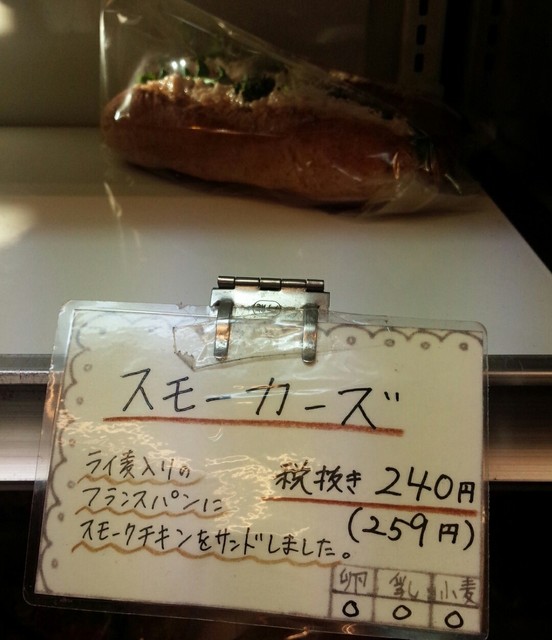 スモーカーズ
ライ麦入りの
フランスパンに
スモークチキンをサンドしました。
税抜き 240円
(259円)
卵 乳 小麦
○ ○ ○